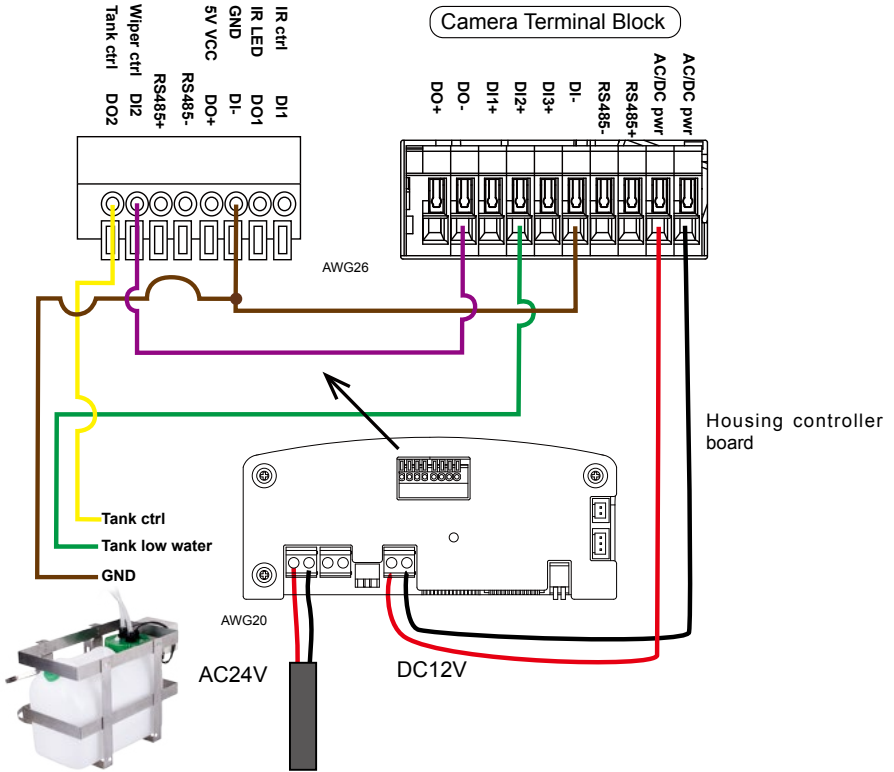 Tank ctrl DO2
Wiper ctrl DI2
RS485+
RS485-
5V VCC DO+
GND DI-
IR LED DO1
IR ctrl DI1
Camera Terminal Block
DO+
DO-
DI1+
DI2+
DI3+
DI-
RS485-
RS485+
AC/DC pwr
AC/DC pwr
AWG26
Housing controller
board
Tank ctrl
Tank low water
GND
AWG20
AC24V
DC12V